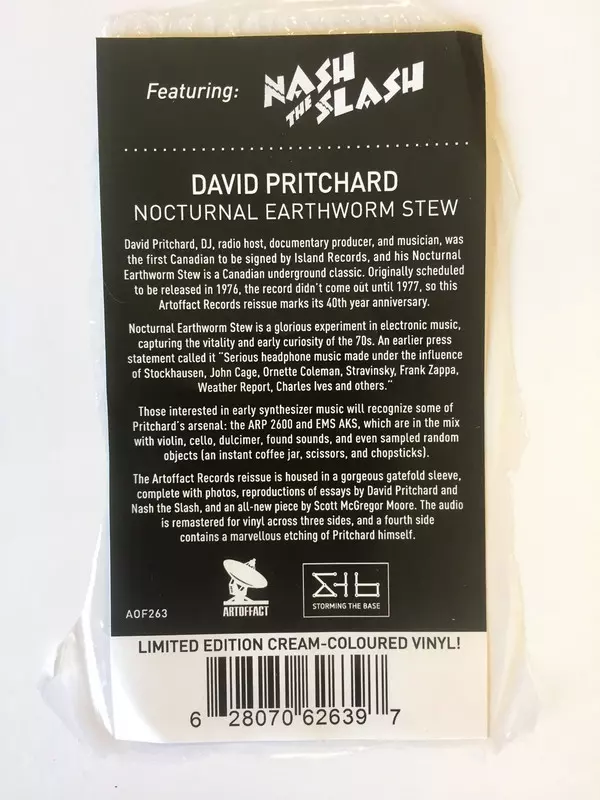 Featuring: NASH THE SLASH
DAVID PRITCHARD
NOCTURNAL EARTHWORM STEW
David Pritchard, DJ, radio host, documentary producer, and musician, was
the first Canadian to be signed by Island Records, and his Nocturnal
Earthworm Stew is a Canadian underground classic. Originally scheduled
to be released in 1976, the record didn't come out until 1977, so this
Artoffact Records reissue marks its 40th year anniversary.
Nocturnal Earthworm Stew is a glorious experiment in electronic music,
capturing the vitality and early curiosity of the 70s. An earlier press
statement called it "Serious headphone music made under the influence
of Stockhausen, John Cage, Ornette Coleman, Stravinsky, Frank Zappa,
Weather Report, Charles Ives and others."
Those interested in early synthesizer music will recognize some of
Pritchard's arsenal: the ARP 2600 and EMS AKS, which are in the mix
with violin, cello, dulcimer, found sounds, and even sampled random
objects (an instant coffee jar, scissors, and chopsticks).
The Artoffact Records reissue is housed in a gorgeous gatefold sleeve,
complete with photos, reproductions of essays by David Pritchard and
Nash the Slash, and an all-new piece by Scott McGregor Moore. The audio
is remastered for vinyl across three sides, and a fourth side
contains a marvellous etching of Pritchard himself.
AOF263
ARTOFFACT
STORMING THE BASE
LIMITED EDITION CREAM-COLOURED VINYL!
6 28070 62639 7